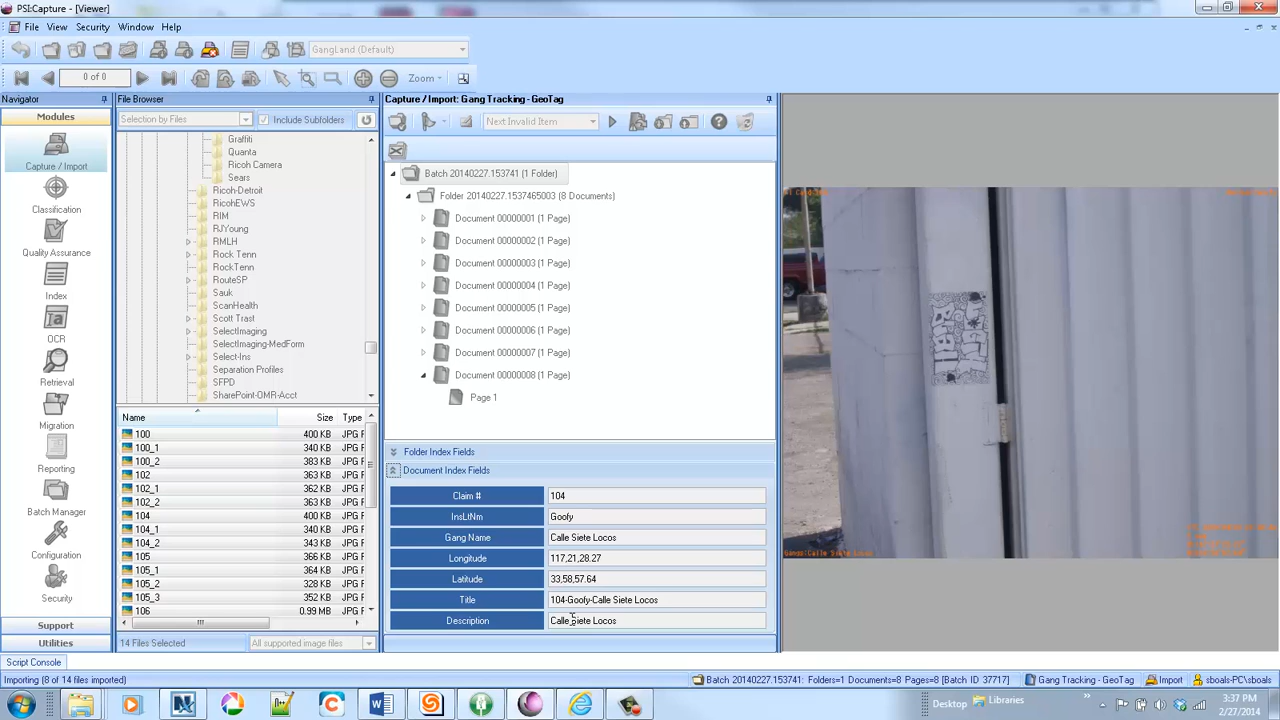 PSI:Capture - [Viewer]
File View Security Window Help
GangLand (Default)
0 of 0
Zoom
Navigator
Modules
Capture / Import
Classification
Quality Assurance
Index
OCR
Retrieval
Migration
Reporting
Batch Manager
Configuration
Security
Support
Utilities
File Browser
Selection by Files
Include Subfolders
Graffiti
Quanta
Ricoh Camera
Sears
Ricoh-Detroit
RicohEWS
RIM
RJYoung
RMLH
Rock Tenn
RockTenn
RouteSP
Sauk
ScanHealth
Scott Trast
SelectImaging
SelectImaging-MedForm
Select-Ins
Separation Profiles
SFPD
SharePoint-OMR-Acct
Name Size Type
100 400 KB JPG F
100_1 340 KB JPG F
100_2 383 KB JPG F
102 363 KB JPG F
102_1 362 KB JPG F
102_2 363 KB JPG F
104 400 KB JPG F
104_1 340 KB JPG F
104_2 343 KB JPG F
105 366 KB JPG F
105_1 364 KB JPG F
105_2 328 KB JPG F
105_3 352 KB JPG F
106 0.99 MB JPG F
14 Files Selected
All supported image files
Capture / Import: Gang Tracking - GeoTag
Next Invalid Item
Batch 20140227.153741 (1 Folder)
Folder 20140227.1537465003 (8 Documents)
Document 00000001 (1 Page)
Document 00000002 (1 Page)
Document 00000003 (1 Page)
Document 00000004 (1 Page)
Document 00000005 (1 Page)
Document 00000006 (1 Page)
Document 00000007 (1 Page)
Document 00000008 (1 Page)
Page 1
Folder Index Fields
Document Index Fields
Claim # 104
InsLtNm Goofy
Gang Name Calle Siete Locos
Longitude 117,21,28.27
Latitude 33,58,57.64
Title 104-Goofy-Calle Siete Locos
Description Calle Siete Locos
Gangs:Calle Siete Locos
Script Console
Importing (8 of 14 files imported)
Batch 20140227.153741: Folders=1 Documents=8 Pages=8 [Batch ID 37717]
Gang Tracking - GeoTag
Import
sboals-PC\sboals
Desktop
Libraries
3:37 PM
2/27/2014